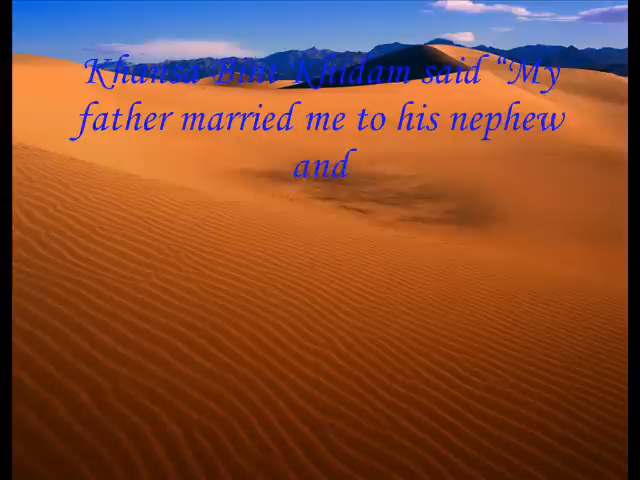 Khansa Bint Khidam said “My
father married me to his nephew
and